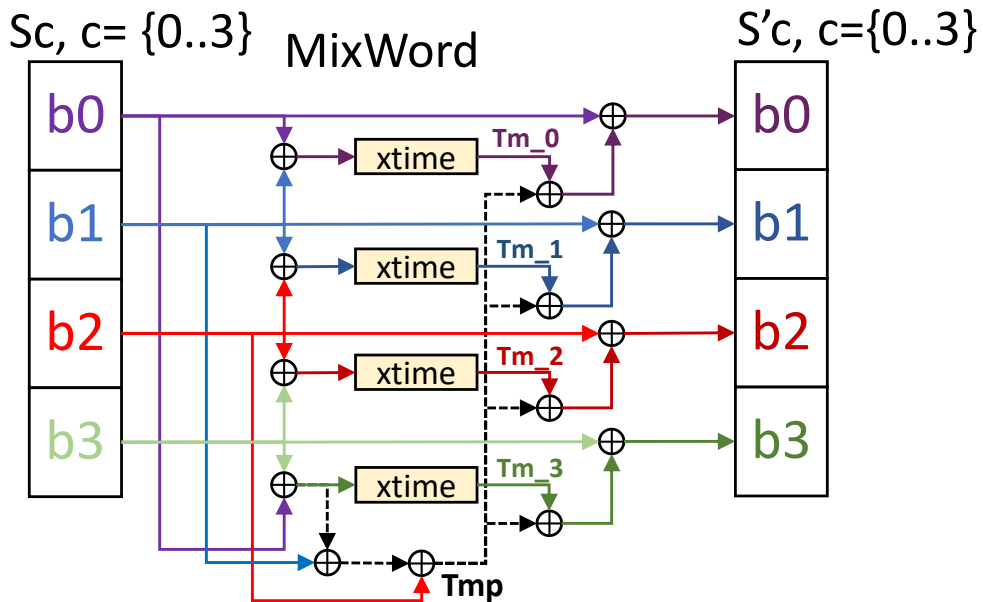 Sc, c= {0..3}
MixWord
S'c, c={0..3}
b0
b0
Tm_0
xtime
b1
b1
Tm_1
xtime
b2
b2
Tm_2
xtime
b3
b3
Tm_3
xtime
Tmp